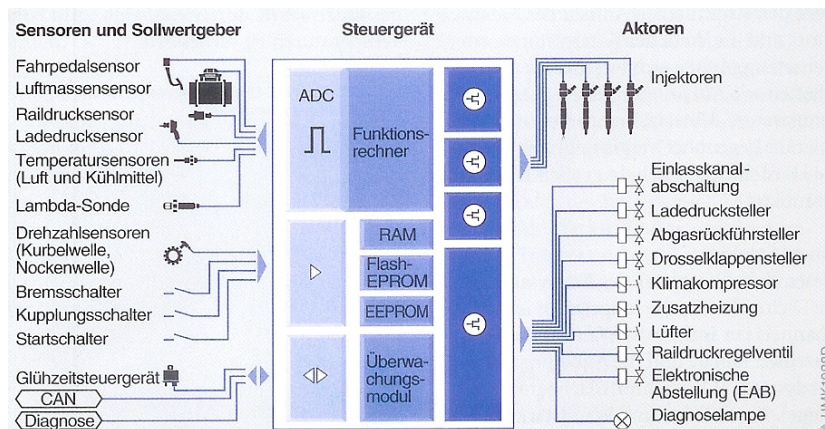 Sensoren und Sollwertgeber
Fahrpedalsensor
Luftmassensensor
Raildrucksensor
Ladedrucksensor
Temperatursensoren
(Luft und Kühlmittel)
Lambda-Sonde
Drehzahlsensoren
(Kurbelwelle,
Nockenwelle)
Bremsschalter
Kupplungsschalter
Startschalter
Glühzeitsteuergerät
CAN
Diagnose
Steuergerät
ADC
Funktions-
rechner
RAM
Flash-
EPROM
EEPROM
Überwa-
chungs-
modul
Aktoren
Injektoren
Einlasskanal-
abschaltung
Ladedrucksteller
Abgasrückführsteller
Drosselklappensteller
Klimakompressor
Zusatzheizung
Lüfter
Raildruckregelventil
Elektronische
Abstellung (EAB)
Diagnoselampe